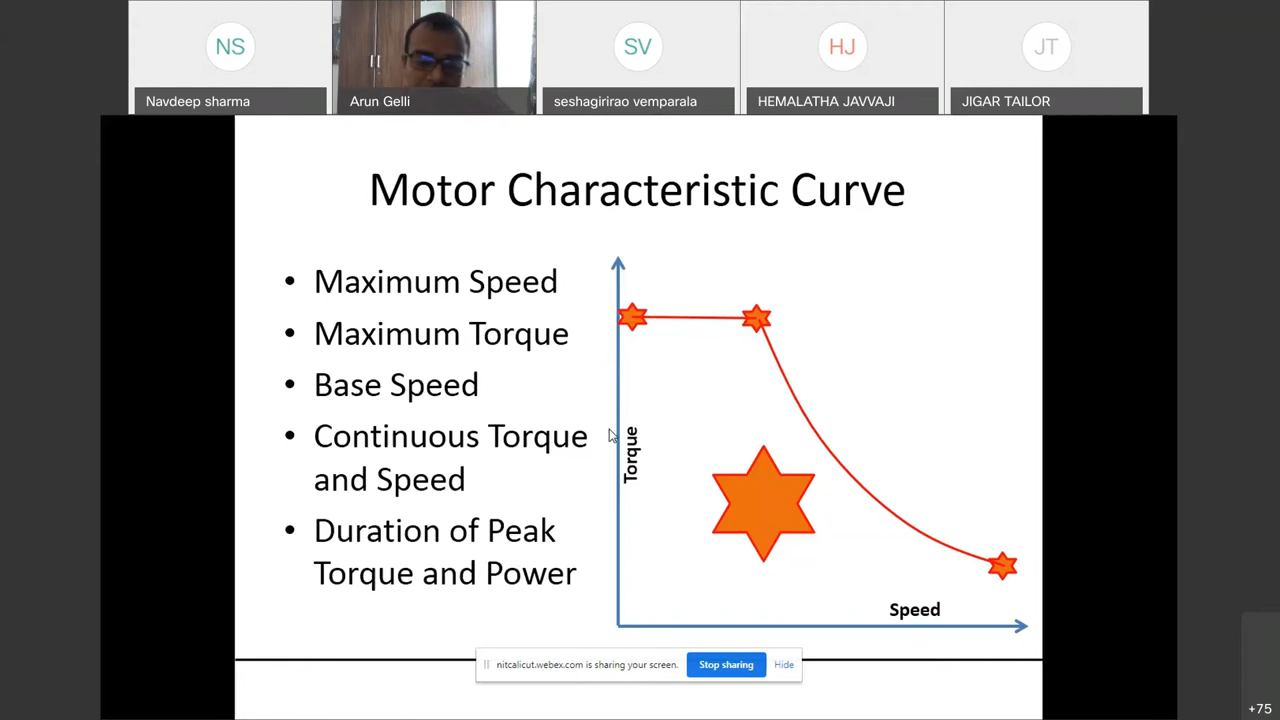 NS
SV
HJ
JT
Navdeep sharma
Arun Gelli
seshagirirao vemparala
HEMALATHA JAVVAJI
JIGAR TAILOR
Motor Characteristic Curve
• Maximum Speed
• Maximum Torque
• Base Speed
• Continuous Torque
and Speed
• Duration of Peak
Torque and Power
Torque
Speed
nitcalicut.webex.com is sharing your screen.
Stop sharing
Hide
+75